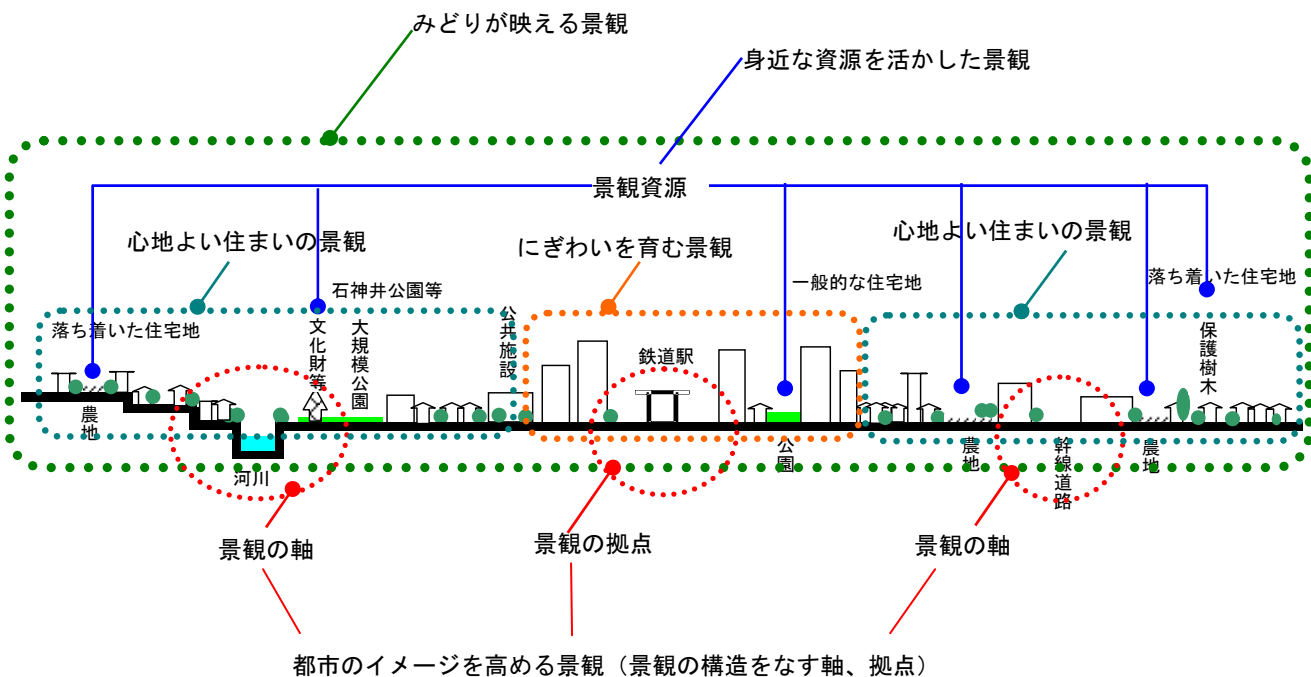 みどりが映える景観
身近な資源を活かした景観
景観資源
心地よい住まいの景観
にぎわいを育む景観
心地よい住まいの景観
石神井公園等
一般的な住宅地
落ち着いた住宅地
落ち着いた住宅地
文化財等
大規模公園
公共施設
鉄道駅
保護樹木
農地
河川
公園
農地
幹線道路
農地
景観の軸
景観の拠点
景観の軸
都市のイメージを高める景観（景観の構造をなす軸、拠点）